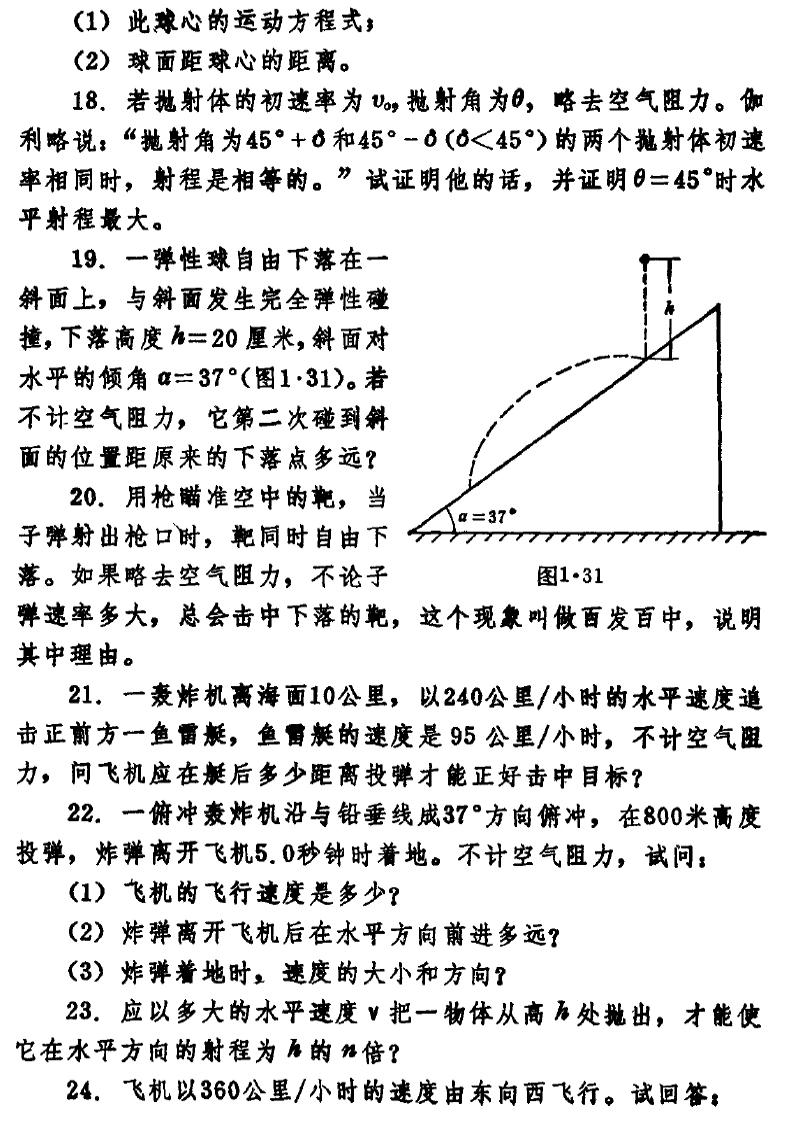 (1) 此球心的运动方程式；
(2) 球面距球心的距离。
18. 若抛射体的初速率为 v₀, 抛射角为θ, 略去空气阻力。伽
利略说：“抛射角为45°+δ和45°-δ(δ<45°)的两个抛射体初速
率相同时，射程是相等的。”试证明他的话，并证明θ=45°时水
平射程最大。
19. 一弹性球自由下落在一
斜面上，与斜面发生完全弹性碰
撞，下落高度 h=20 厘米，斜面对
水平的倾角 α=37°(图1·31)。若
不计空气阻力，它第二次碰到斜
面的位置距原来的下落点多远？
h
α=37°
图1·31
20. 用枪瞄准空中的靶，当
子弹射出枪口时，靶同时自由下
落。如果略去空气阻力，不论子
弹速率多大，总会击中下落的靶，这个现象叫做百发百中，说明
其中理由。
21. 一轰炸机离海面10公里，以240公里/小时的水平速度追
击正前方一鱼雷艇，鱼雷艇的速度是 95 公里/小时，不计空气阻
力，问飞机应在艇后多少距离投弹才能正好击中目标？
22. 一俯冲轰炸机沿与铅垂线成37°方向俯冲，在800米高度
投弹，炸弹离开飞机5.0秒钟时着地。不计空气阻力，试问：
(1) 飞机的飞行速度是多少？
(2) 炸弹离开飞机后在水平方向前进多远？
(3) 炸弹着地时，速度的大小和方向？
23. 应以多大的水平速度 v 把一物体从高 h 处抛出，才能使
它在水平方向的射程为 h 的 n 倍？
24. 飞机以360公里/小时的速度由东向西飞行。试回答：